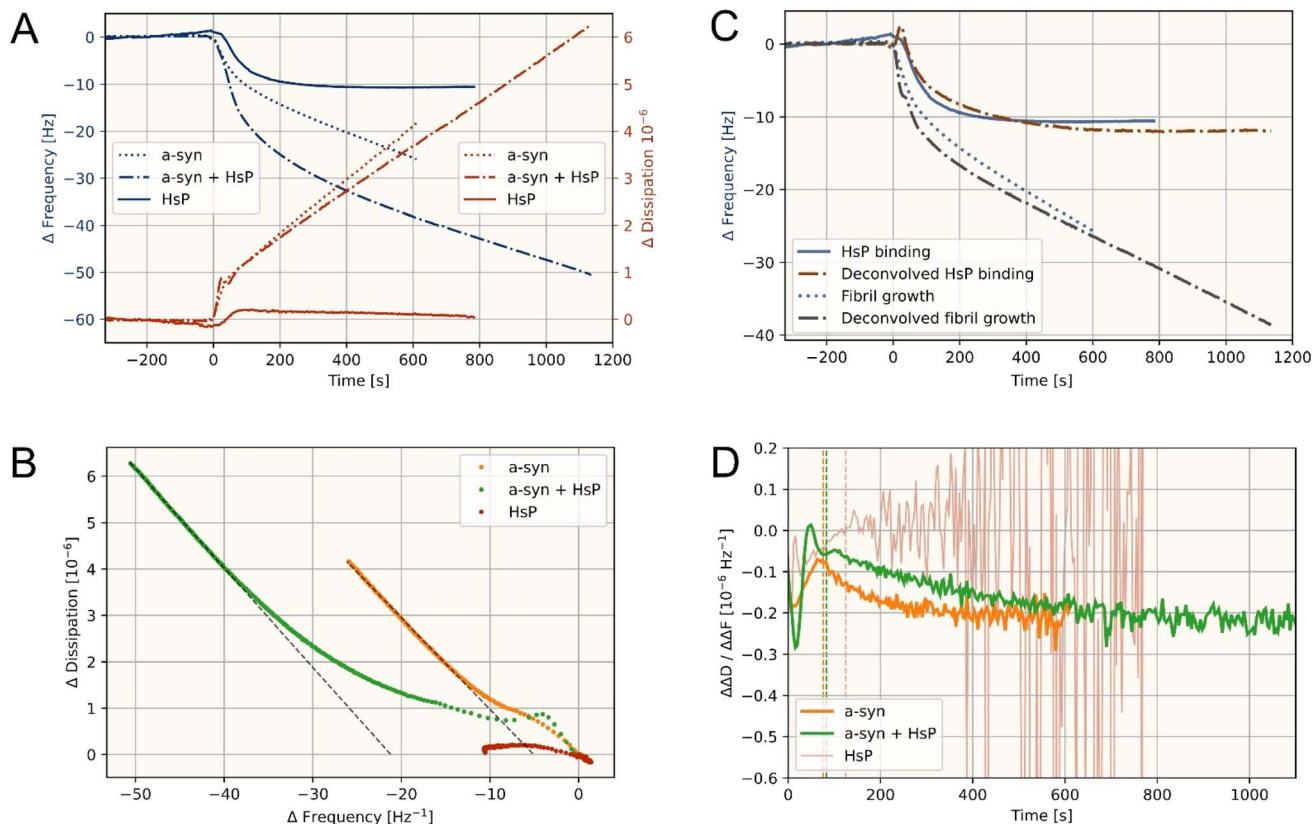 A
0
−10
−20
−30
−40
−50
−60
Δ Frequency [Hz]
a-syn
a-syn + HsP
HsP
a-syn
a-syn + HsP
HsP
6
5
4
3
2
1
0
Δ Dissipation 10⁻⁶
−200 0 200 400 600 800 1000 1200
Time [s]
C
0
−10
−20
−30
−40
Δ Frequency [Hz]
HsP binding
Deconvolved HsP binding
Fibril growth
Deconvolved fibril growth
−200 0 200 400 600 800 1000 1200
Time [s]
B
6
5
4
3
2
1
0
Δ Dissipation [10⁻⁶]
a-syn
a-syn + HsP
HsP
−50 −40 −30 −20 −10 0
Δ Frequency [Hz⁻¹]
D
0.2
0.1
0.0
−0.1
−0.2
−0.3
−0.4
−0.5
−0.6
ΔΔD / ΔΔF [10⁻⁶ Hz⁻¹]
a-syn
a-syn + HsP
HsP
0 200 400 600 800 1000
Time [s]